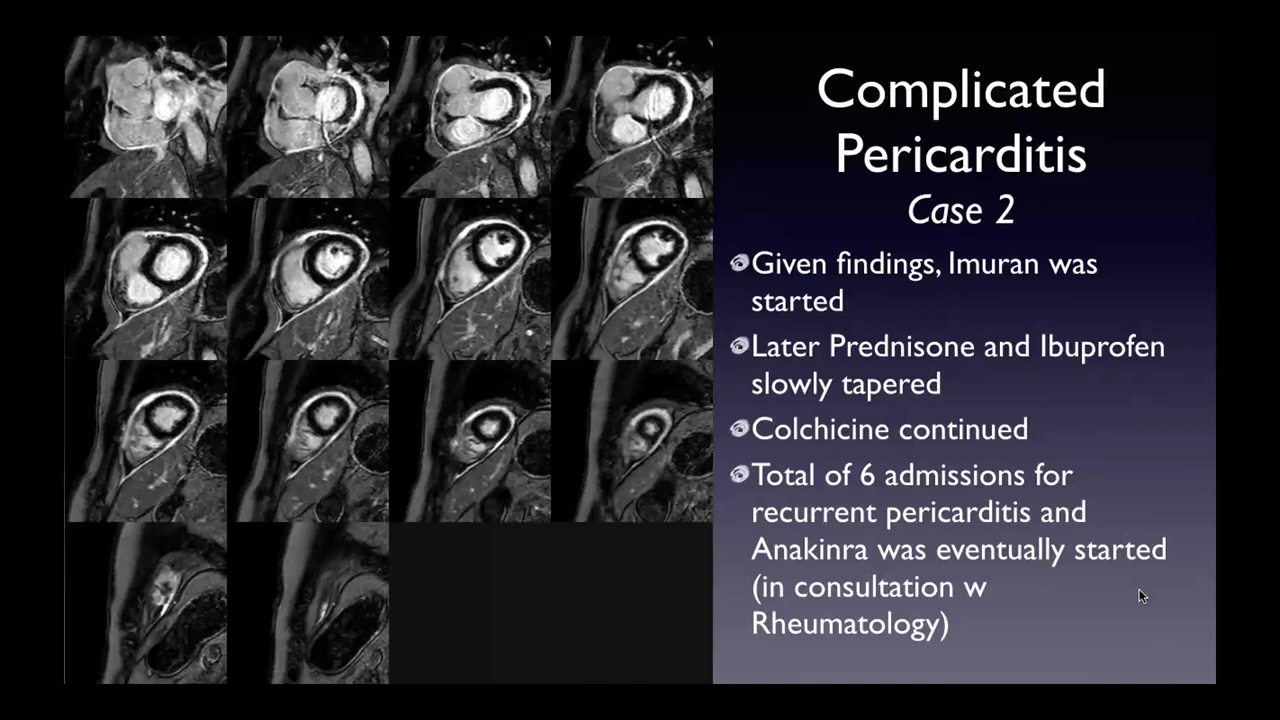 Complicated
Pericarditis
Case 2
Given findings, Imuran was
started
Later Prednisone and Ibuprofen
slowly tapered
Colchicine continued
Total of 6 admissions for
recurrent pericarditis and
Anakinra was eventually started
(in consultation w
Rheumatology)